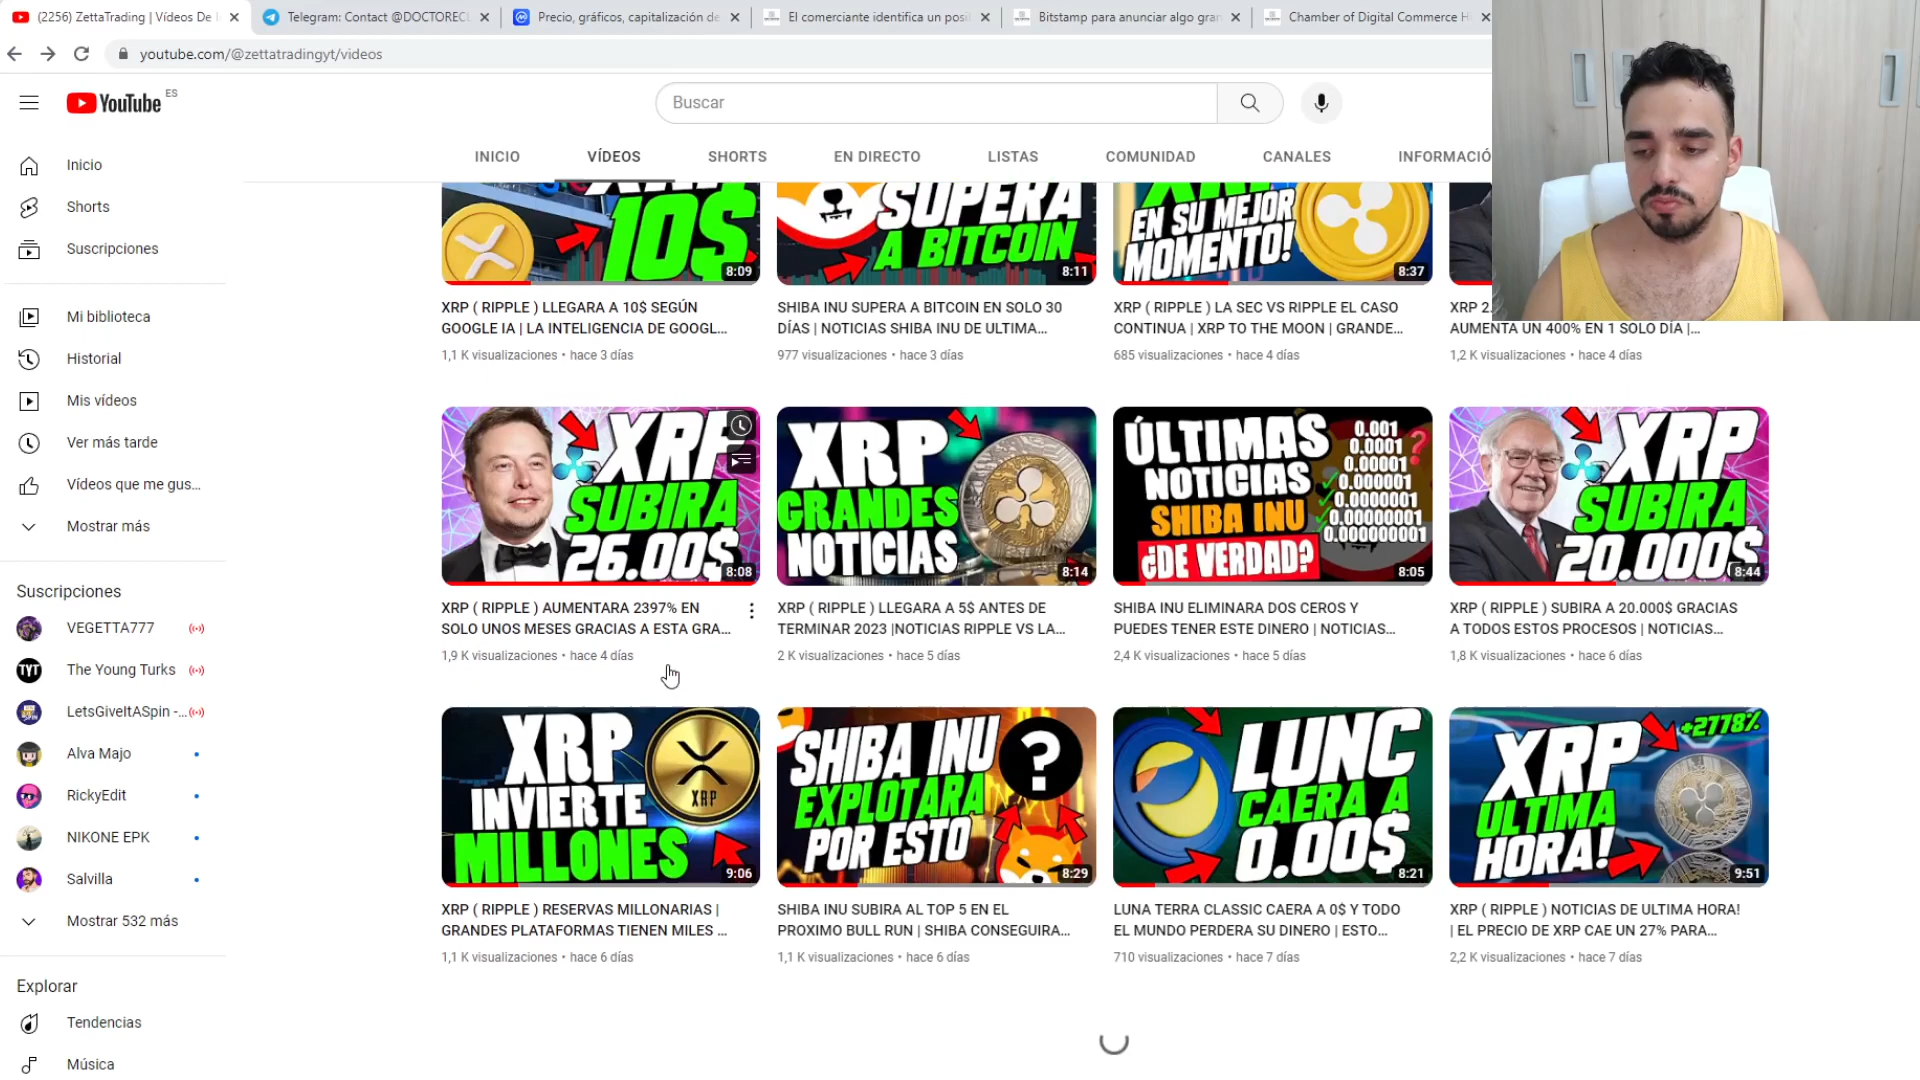 (2256) ZettaTrading | Vídeos De I
Telegram: Contact @DOCTORECU
Precio, gráficos, capitalización de
El comerciante identifica un posi
Bitstamp para anunciar algo gran
Chamber of Digital Commerce H
youtube.com/@zettatradingyt/videos
YouTube ES
Buscar
INICIO
VÍDEOS
SHORTS
EN DIRECTO
LISTAS
COMUNIDAD
CANALES
INFORMACIÓ
Inicio
Shorts
Suscripciones
Mi biblioteca
Historial
Mis vídeos
Ver más tarde
Vídeos que me gus...
Mostrar más
Suscripciones
VEGETTA777
TYT The Young Turks
LetsGiveItASpin -...
Alva Majo
RickyEdit
NIKONE EPK
Salvilla
Mostrar 532 más
Explorar
Tendencias
Música
10$
8:09
XRP ( RIPPLE ) LLEGARA A 10$ SEGÚN
GOOGLE IA | LA INTELIGENCIA DE GOOGL...
1,1 K visualizaciones • hace 3 días
SUPERA
A BITCOIN
8:11
SHIBA INU SUPERA A BITCOIN EN SOLO 30
DÍAS | NOTICIAS SHIBA INU DE ULTIMA...
977 visualizaciones • hace 3 días
XRP
EN SU MEJOR
MOMENTO!
8:37
XRP ( RIPPLE ) LA SEC VS RIPPLE EL CASO
CONTINUA | XRP TO THE MOON | GRANDE...
685 visualizaciones • hace 4 días
XRP 2.
AUMENTA UN 400% EN 1 SOLO DÍA |...
1,2 K visualizaciones • hace 4 días
XRP
SUBIRA
26.00$
8:08
XRP ( RIPPLE ) AUMENTARA 2397% EN
SOLO UNOS MESES GRACIAS A ESTA GRA...
1,9 K visualizaciones • hace 4 días
XRP
GRANDES
NOTICIAS
8:14
XRP ( RIPPLE ) LLEGARA A 5$ ANTES DE
TERMINAR 2023 |NOTICIAS RIPPLE VS LA...
2 K visualizaciones • hace 5 días
ÚLTIMAS
NOTICIAS
SHIBA INU
¿DE VERDAD?
0.001
0.0001
0.00001
0.000001
0.0000001
0.00000001
0.000000001
?
8:05
SHIBA INU ELIMINARA DOS CEROS Y
PUEDES TENER ESTE DINERO | NOTICIAS...
2,4 K visualizaciones • hace 5 días
XRP
SUBIRA
20.000$
8:44
XRP ( RIPPLE ) SUBIRA A 20.000$ GRACIAS
A TODOS ESTOS PROCESOS | NOTICIAS...
1,8 K visualizaciones • hace 6 días
XRP
INVIERTE
MILLONES
XRP
9:06
XRP ( RIPPLE ) RESERVAS MILLONARIAS |
GRANDES PLATAFORMAS TIENEN MILES ...
1,1 K visualizaciones • hace 6 días
SHIBA INU
EXPLOTARA
POR ESTO
?
8:29
SHIBA INU SUBIRA AL TOP 5 EN EL
PROXIMO BULL RUN | SHIBA CONSEGUIRA...
1,1 K visualizaciones • hace 6 días
LUNC
CAERA A
0.00$
8:21
LUNA TERRA CLASSIC CAERA A 0$ Y TODO
EL MUNDO PERDERA SU DINERO | ESTO...
710 visualizaciones • hace 7 días
+2778%
XRP
ULTIMA
HORA!
9:51
XRP ( RIPPLE ) NOTICIAS DE ULTIMA HORA!
| EL PRECIO DE XRP CAE UN 27% PARA...
2,2 K visualizaciones • hace 7 días